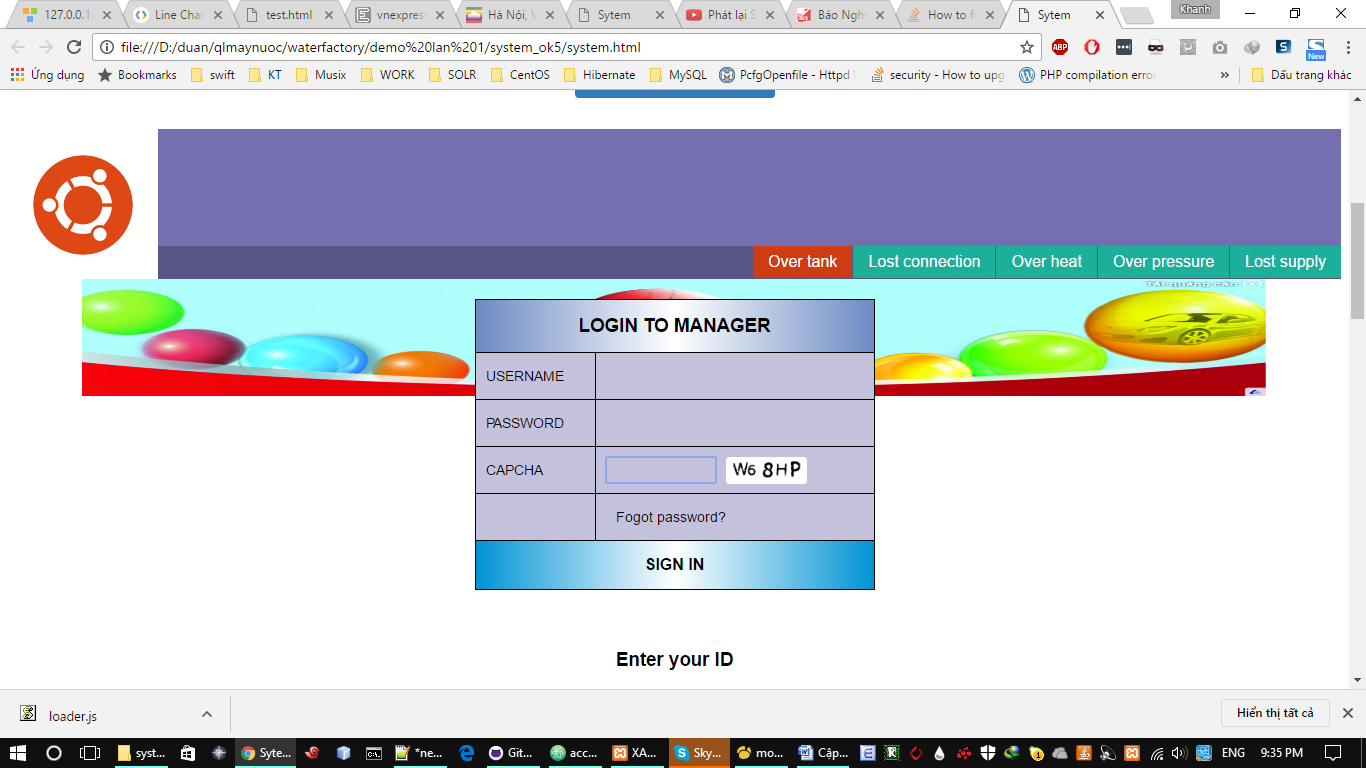 127.0.0.1
Line Char
test.html
vnexpres
Hà Nội, V
Sytem
Phát lại S
Báo Ngh
How to f
Sytem
Khanh
file:///D:/duan/qlmaynuoc/waterfactory/demo%20lan%201/system_ok5/system.html
ABP
New
Ứng dụng
Bookmarks
swift
KT
Musix
WORK
SOLR
CentOS
Hibernate
MySQL
PcfgOpenfile - Httpd
security - How to upg
PHP compilation error
»
Dấu trang khác
Over tank
Lost connection
Over heat
Over pressure
Lost supply
LOGIN TO MANAGER
USERNAME
PASSWORD
CAPCHA
W6 8HP
Fogot password?
SIGN IN
Enter your ID
loader.js
Hiển thị tất cả
syst...
Syte...
*ne...
Git...
acc...
XA...
Sky...
mo...
Cập...
ENG
9:35 PM